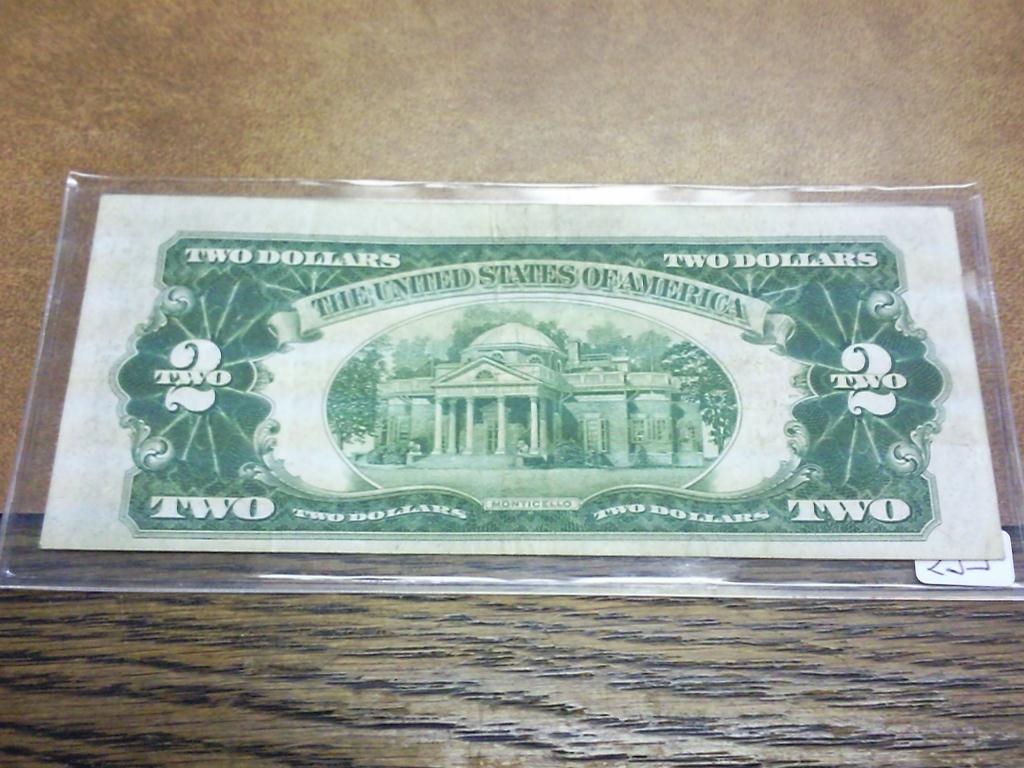 TWO DOLLARS TWO DOLLARS
THE UNITED STATES OF AMERICA
2 2
TWO TWO
TWO TWO DOLLARS MONTICELLO TWO DOLLARS TWO